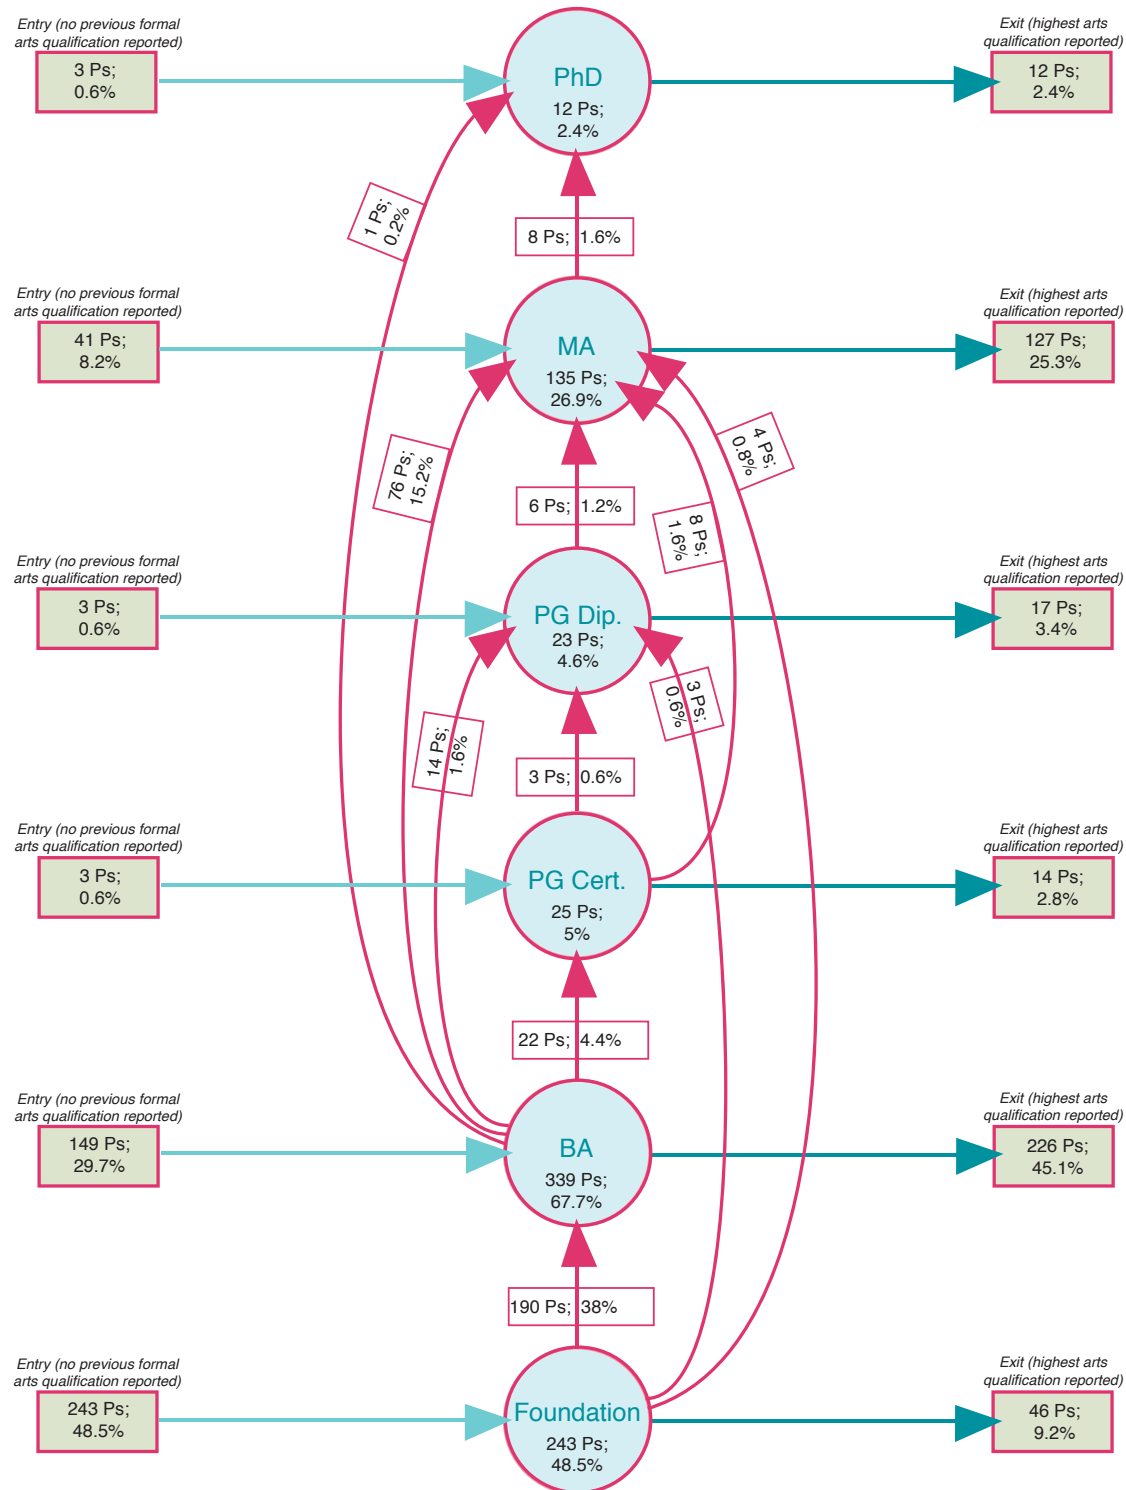 Entry (no previous formal
arts qualification reported)
3 Ps;
0.6%
PhD
12 Ps;
2.4%
Exit (highest arts
qualification reported)
12 Ps;
2.4%
1 Ps;
0.2%
8 Ps; 1.6%
Entry (no previous formal
arts qualification reported)
41 Ps;
8.2%
MA
135 Ps;
26.9%
Exit (highest arts
qualification reported)
127 Ps;
25.3%
76 Ps;
15.2%
6 Ps; 1.2%
8 Ps;
1.6%
4 Ps;
0.8%
Entry (no previous formal
arts qualification reported)
3 Ps;
0.6%
PG Dip.
23 Ps;
4.6%
Exit (highest arts
qualification reported)
17 Ps;
3.4%
14 Ps;
1.6%
3 Ps; 0.6%
3 Ps;
0.6%
Entry (no previous formal
arts qualification reported)
3 Ps;
0.6%
PG Cert.
25 Ps;
5%
Exit (highest arts
qualification reported)
14 Ps;
2.8%
22 Ps; 4.4%
Entry (no previous formal
arts qualification reported)
149 Ps;
29.7%
BA
339 Ps;
67.7%
Exit (highest arts
qualification reported)
226 Ps;
45.1%
190 Ps; 38%
Entry (no previous formal
arts qualification reported)
243 Ps;
48.5%
Foundation
243 Ps;
48.5%
Exit (highest arts
qualification reported)
46 Ps;
9.2%